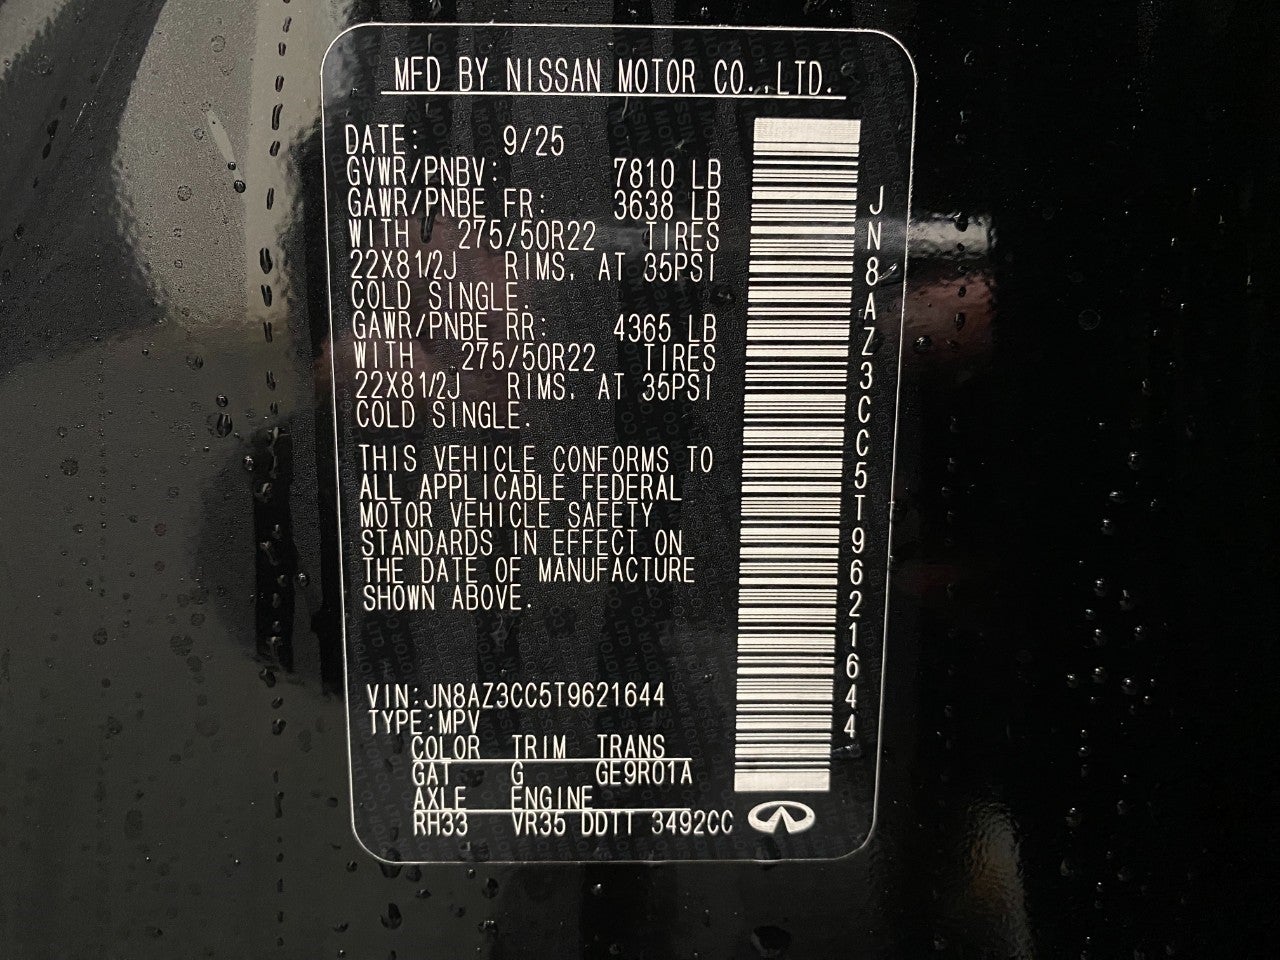 MFD BY NISSAN MOTOR CO.,LTD.
DATE: 9/25
GVWR/PNBV: 7810 LB
GAWR/PNBE FR: 3638 LB
WITH 275/50R22 TIRES
22X81/2J RIMS, AT 35PSI
COLD SINGLE.
GAWR/PNBE RR: 4365 LB
WITH 275/50R22 TIRES
22X81/2J RIMS, AT 35PSI
COLD SINGLE.
THIS VEHICLE CONFORMS TO
ALL APPLICABLE FEDERAL
MOTOR VEHICLE SAFETY
STANDARDS IN EFFECT ON
THE DATE OF MANUFACTURE
SHOWN ABOVE.
VIN:JN8AZ3CC5T9621644
TYPE:MPV
COLOR TRIM TRANS
GAT G GE9R01A
AXLE ENGINE
RH33 VR35 DDTT 3492CC
JN8AZ3CC5T9621644